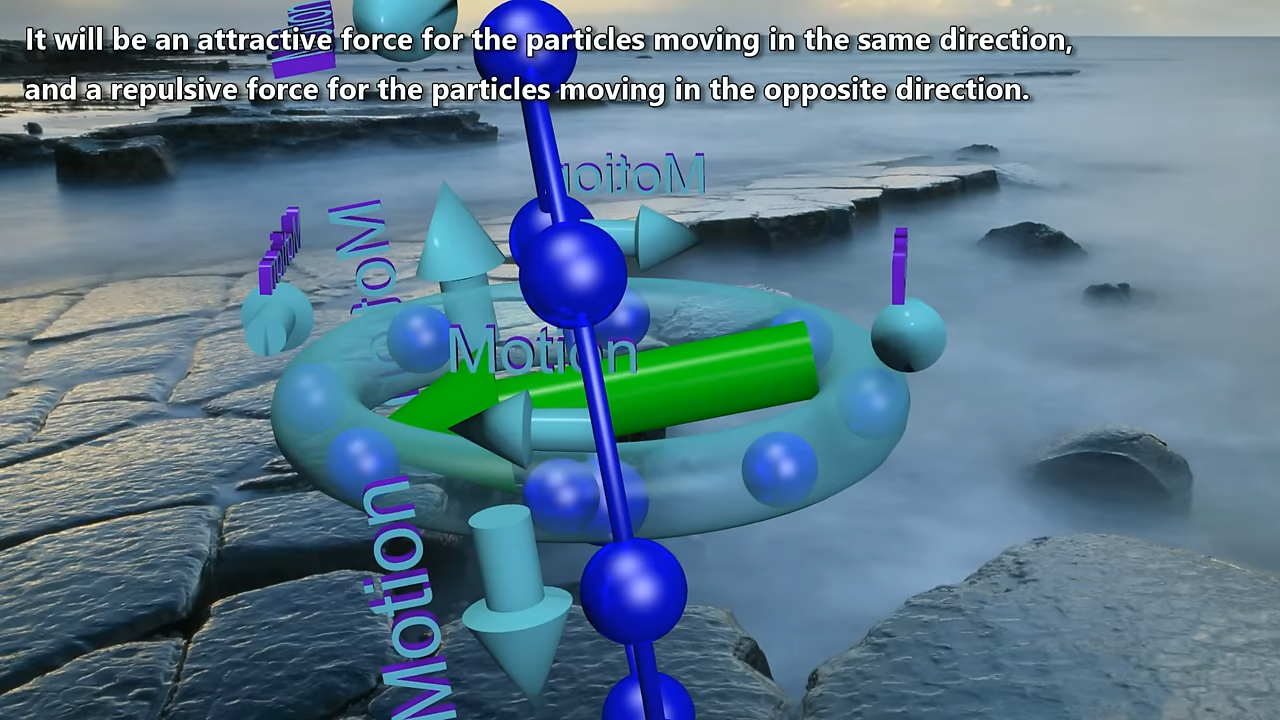 It will be an attractive force for the particles moving in the same direction,
and a repulsive force for the particles moving in the opposite direction.
Motion
Motion
Motion
Motion
Motion